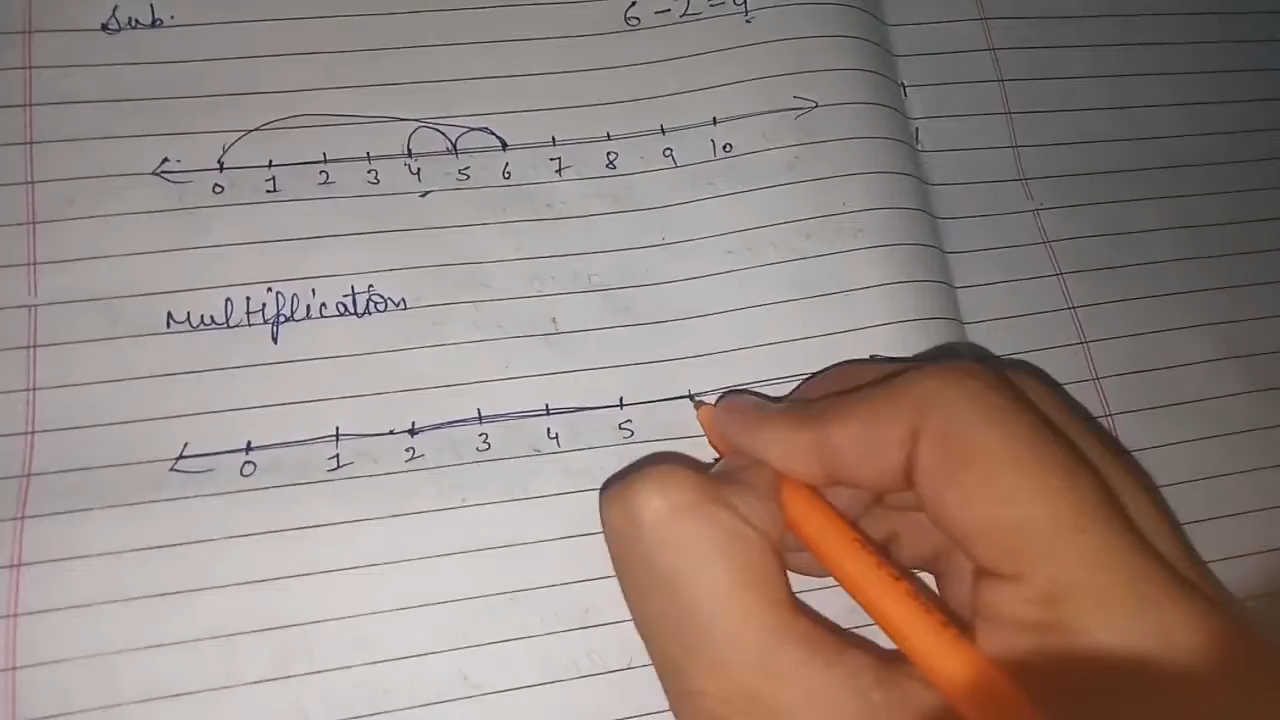 Sub.
6-2=4
0 1 2 3 4 5 6 7 8 9 10
Multiplication
0 1 2 3 4 5